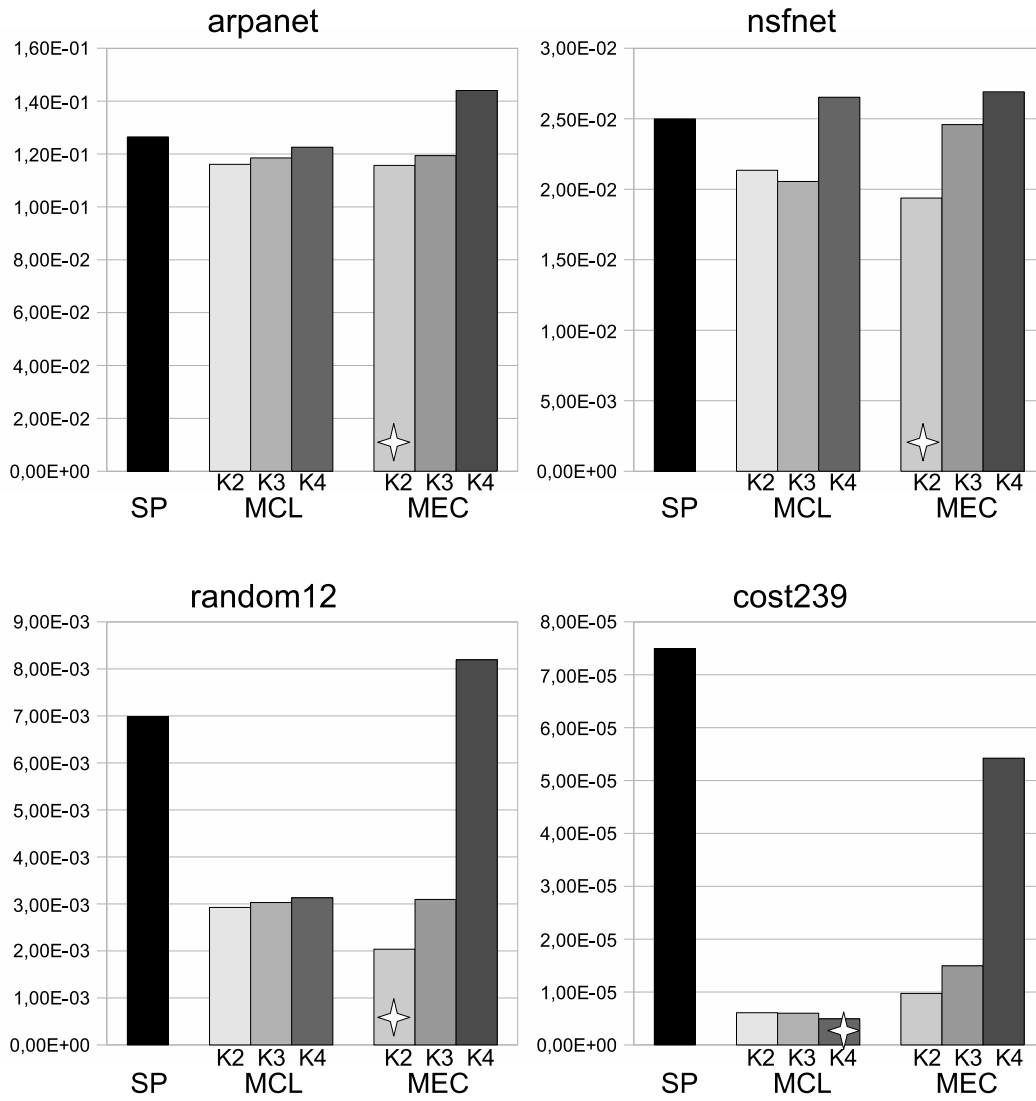 arpanet
1,60E-01
1,40E-01
1,20E-01
1,00E-01
8,00E-02
6,00E-02
4,00E-02
2,00E-02
0,00E+00
K2 K3 K4 K2 K3 K4
SP MCL MEC
nsfnet
3,00E-02
2,50E-02
2,00E-02
1,50E-02
1,00E-02
5,00E-03
0,00E+00
K2 K3 K4 K2 K3 K4
SP MCL MEC
random12
9,00E-03
8,00E-03
7,00E-03
6,00E-03
5,00E-03
4,00E-03
3,00E-03
2,00E-03
1,00E-03
0,00E+00
K2 K3 K4 K2 K3 K4
SP MCL MEC
cost239
8,00E-05
7,00E-05
6,00E-05
5,00E-05
4,00E-05
3,00E-05
2,00E-05
1,00E-05
0,00E+00
K2 K3 K4 K2 K3 K4
SP MCL MEC